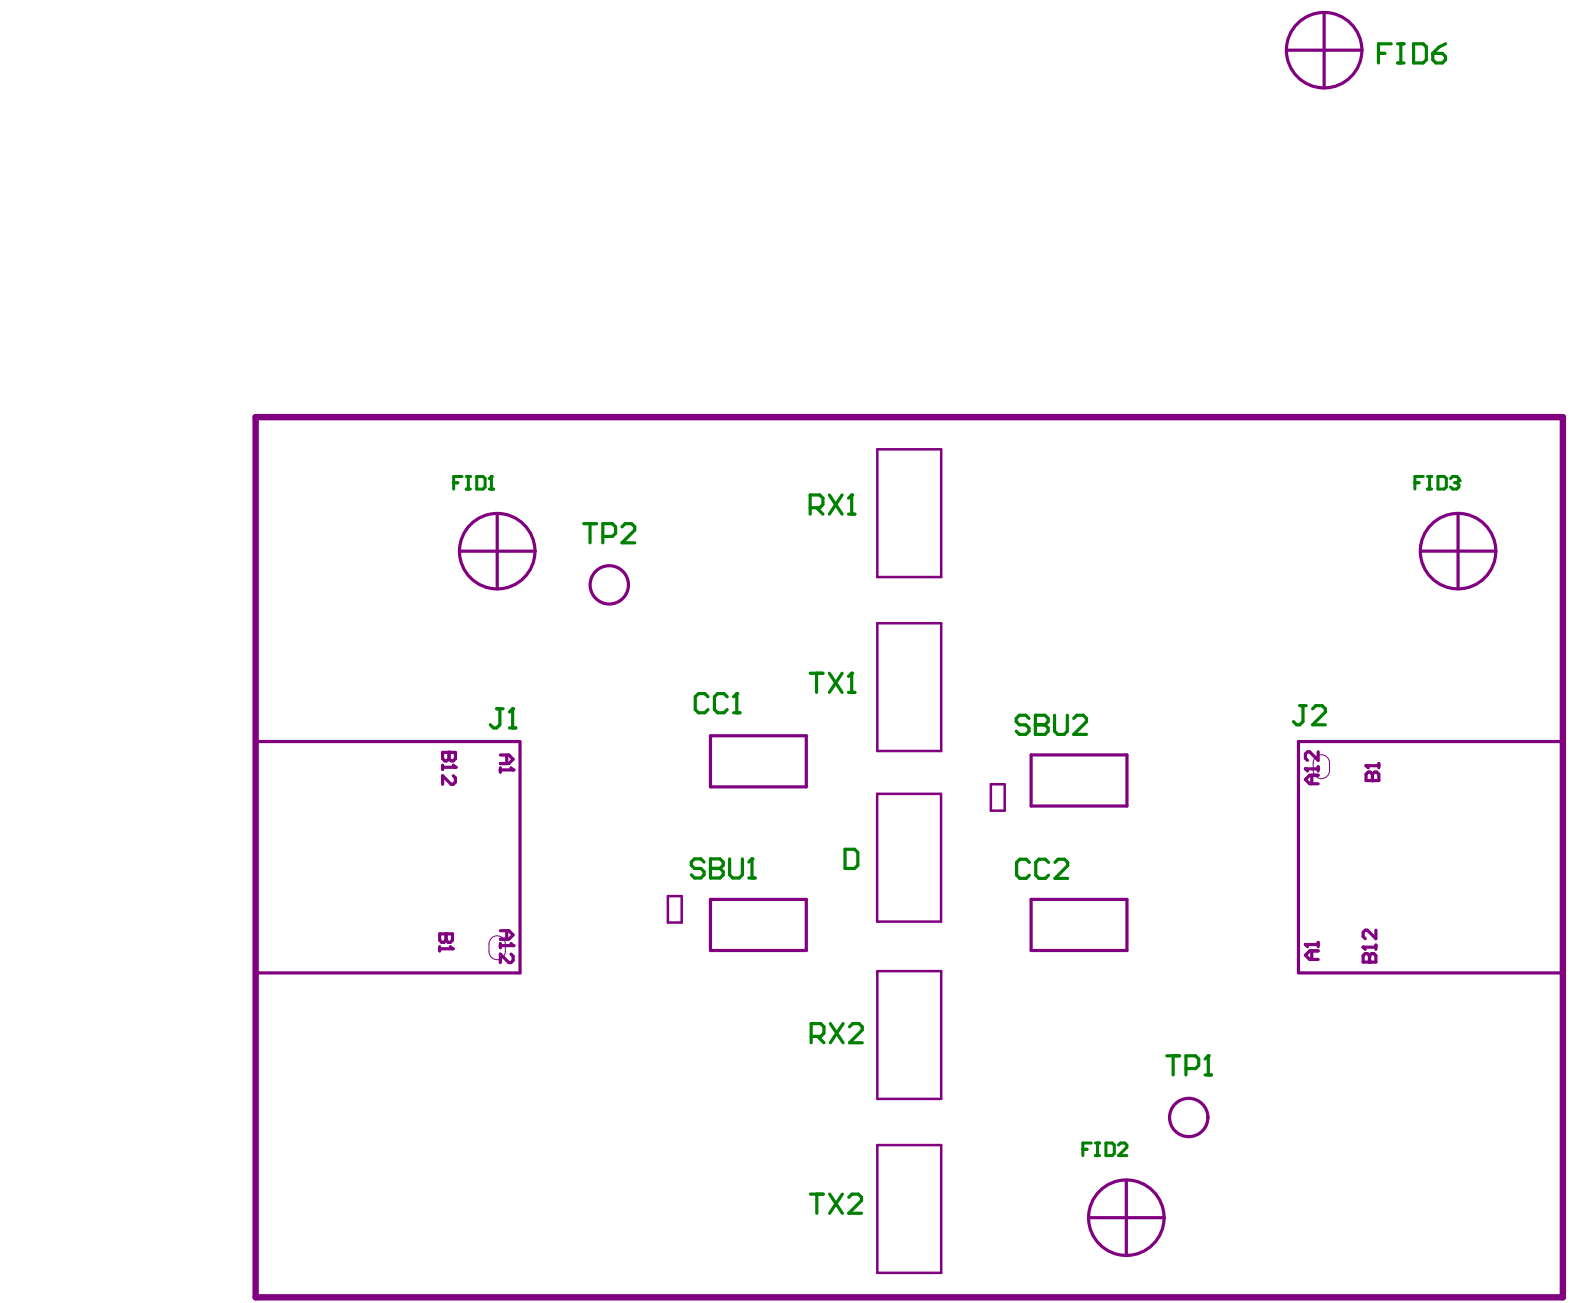 FID6
FID1
FID3
RX1
TP2
TX1
CC1
J1
SBU2
J2
B12
A1
A12
B1
SBU1
D
CC2
B1
A12
A1
B12
RX2
TP1
FID2
TX2